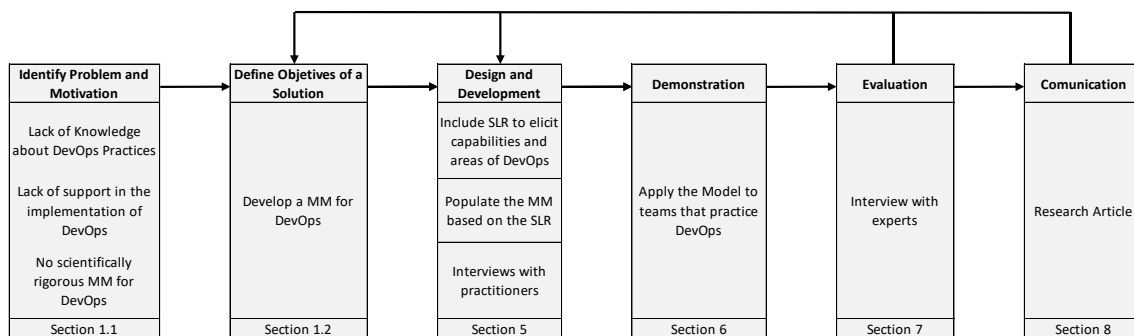 Identify Problem and
Motivation
Lack of Knowledge
about DevOps Practices
Lack of support in the
implementation of
DevOps
No scientifically
rigorous MM for
DevOps
Section 1.1
Define Objetives of a
Solution
Develop a MM for
DevOps
Section 1.2
Design and
Development
Include SLR to elicit
capabilities and
areas of DevOps
Populate the MM
based on the SLR
Interviews with
practitioners
Section 5
Demonstration
Apply the Model to
teams that practice
DevOps
Section 6
Evaluation
Interview with
experts
Section 7
Comunication
Research Article
Section 8